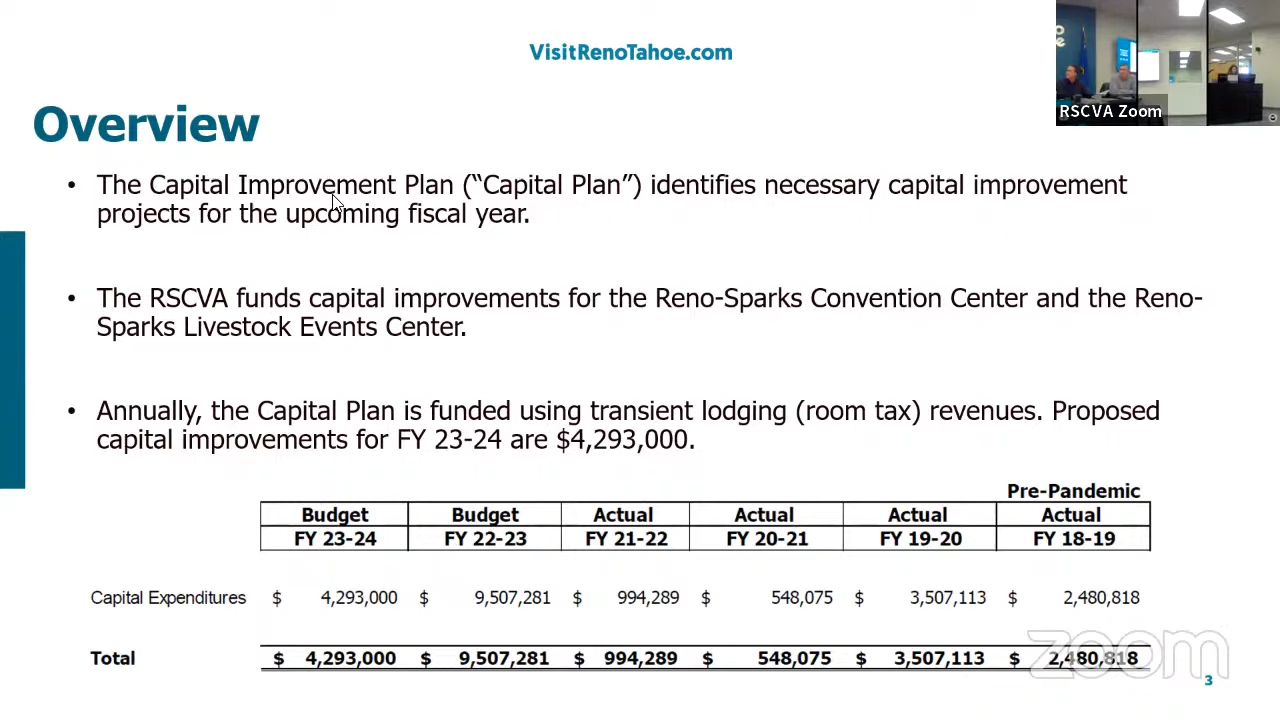 VisitRenoTahoe.com
RSCVA Zoom
Overview
• The Capital Improvement Plan (“Capital Plan”) identifies necessary capital improvement
projects for the upcoming fiscal year.
• The RSCVA funds capital improvements for the Reno-Sparks Convention Center and the Reno-
Sparks Livestock Events Center.
• Annually, the Capital Plan is funded using transient lodging (room tax) revenues. Proposed
capital improvements for FY 23-24 are $4,293,000.
Pre-Pandemic
Budget Budget Actual Actual Actual Actual
FY 23-24 FY 22-23 FY 21-22 FY 20-21 FY 19-20 FY 18-19
Capital Expenditures $ 4,293,000 $ 9,507,281 $ 994,289 $ 548,075 $ 3,507,113 $ 2,480,818
Total $ 4,293,000 $ 9,507,281 $ 994,289 $ 548,075 $ 3,507,113 $ 2,480,818
zoom
3